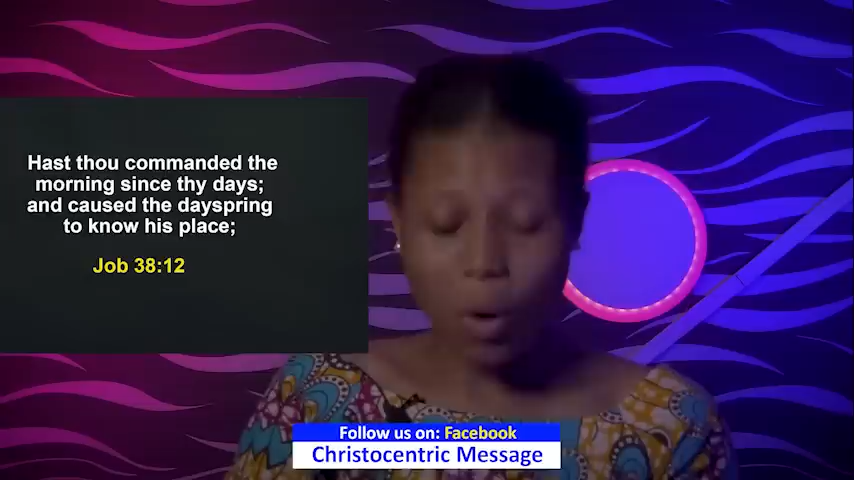 Hast thou commanded the
morning since thy days;
and caused the dayspring
to know his place;
Job 38:12
Follow us on: Facebook
Christocentric Message